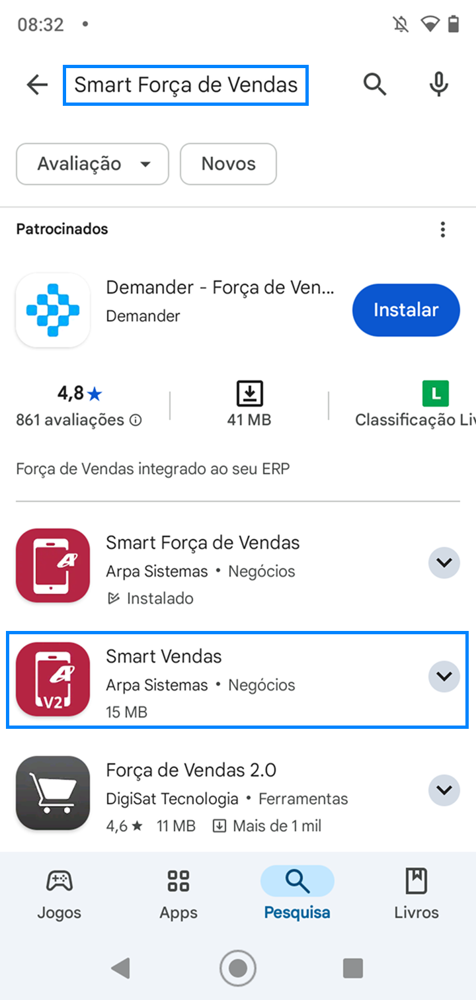 08:32
Smart Força de Vendas
Avaliação
Novos
Patrocinados
Demander - Força de Ven...
Demander
Instalar
4,8★
861 avaliações
41 MB
L
Classificação Liv
Força de Vendas integrado ao seu ERP
Smart Força de Vendas
Arpa Sistemas • Negócios
Instalado
Smart Vendas
Arpa Sistemas • Negócios
15 MB
V2
Força de Vendas 2.0
DigiSat Tecnologia • Ferramentas
4,6★ 11 MB Mais de 1 mil
Jogos
Apps
Pesquisa
Livros